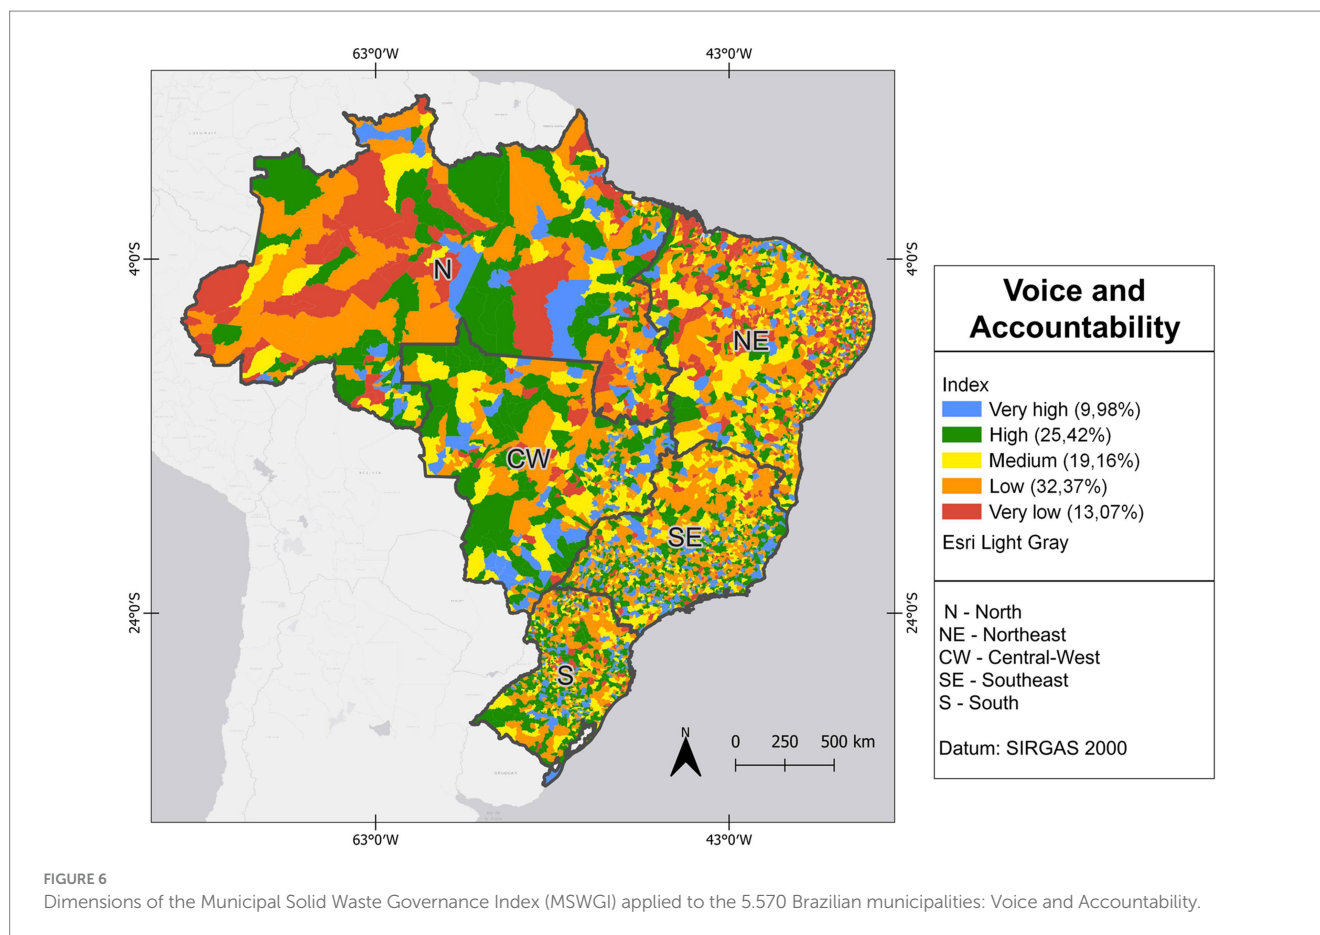 63°0'W
43°0'W
4°0'S
4°0'S
N
NE
CW
SE
S
24°0'S
24°0'S
N
0 250 500 km
63°0'W
43°0'W
Voice and
Accountability
Index
Very high (9,98%)
High (25,42%)
Medium (19,16%)
Low (32,37%)
Very low (13,07%)
Esri Light Gray
N - North
NE - Northeast
CW - Central-West
SE - Southeast
S - South
Datum: SIRGAS 2000
FIGURE 6
Dimensions of the Municipal Solid Waste Governance Index (MSWGI) applied to the 5.570 Brazilian municipalities: Voice and Accountability.